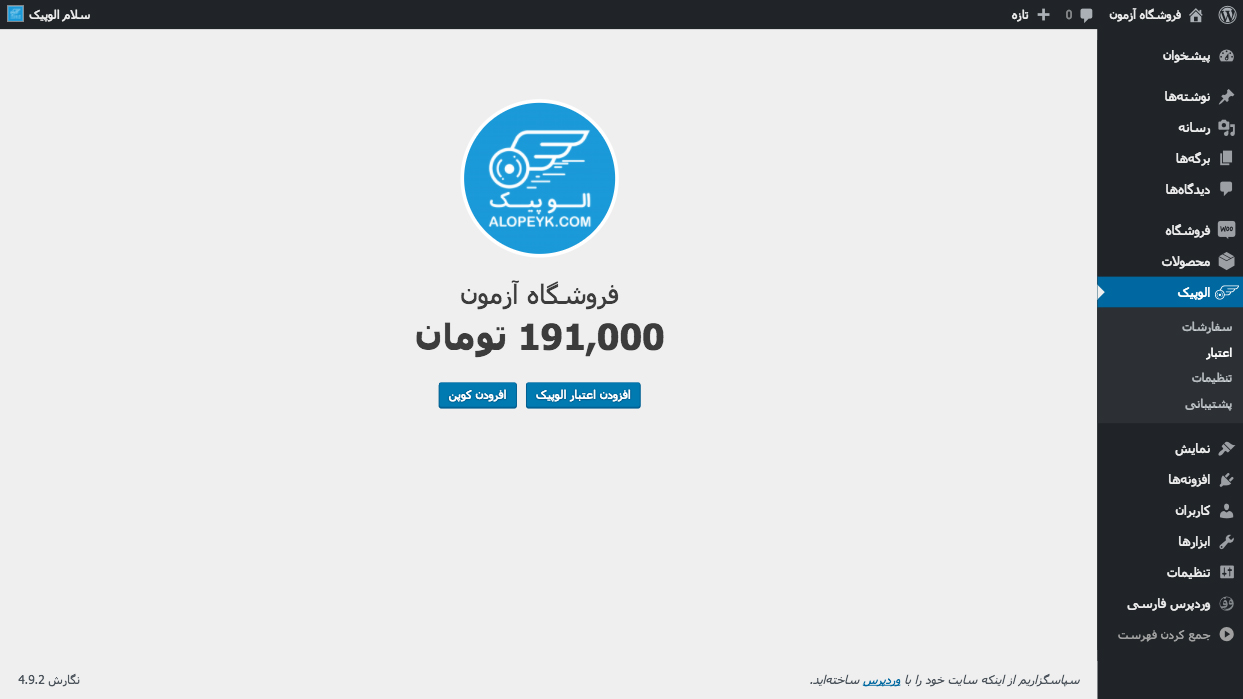 فروشگاه آزمون
0
تازه
سلام الوپیک
پیشخوان
نوشته‌ها
رسانه
برگه‌ها
دیدگاه‌ها
فروشگاه
محصولات
الوپیک
سفارشات
اعتبار
تنظیمات
پشتیبانی
نمایش
افزونه‌ها
کاربران
ابزارها
تنظیمات
وردپرس فارسی
جمع کردن فهرست
الوپیک
ALOPEYK.COM
فروشگاه آزمون
191,000 تومان
افزودن اعتبار الوپیک
افرودن کوپن
سپاسگزاریم از اینکه سایت خود را با وردپرس ساخته‌اید.
نگارش 4.9.2